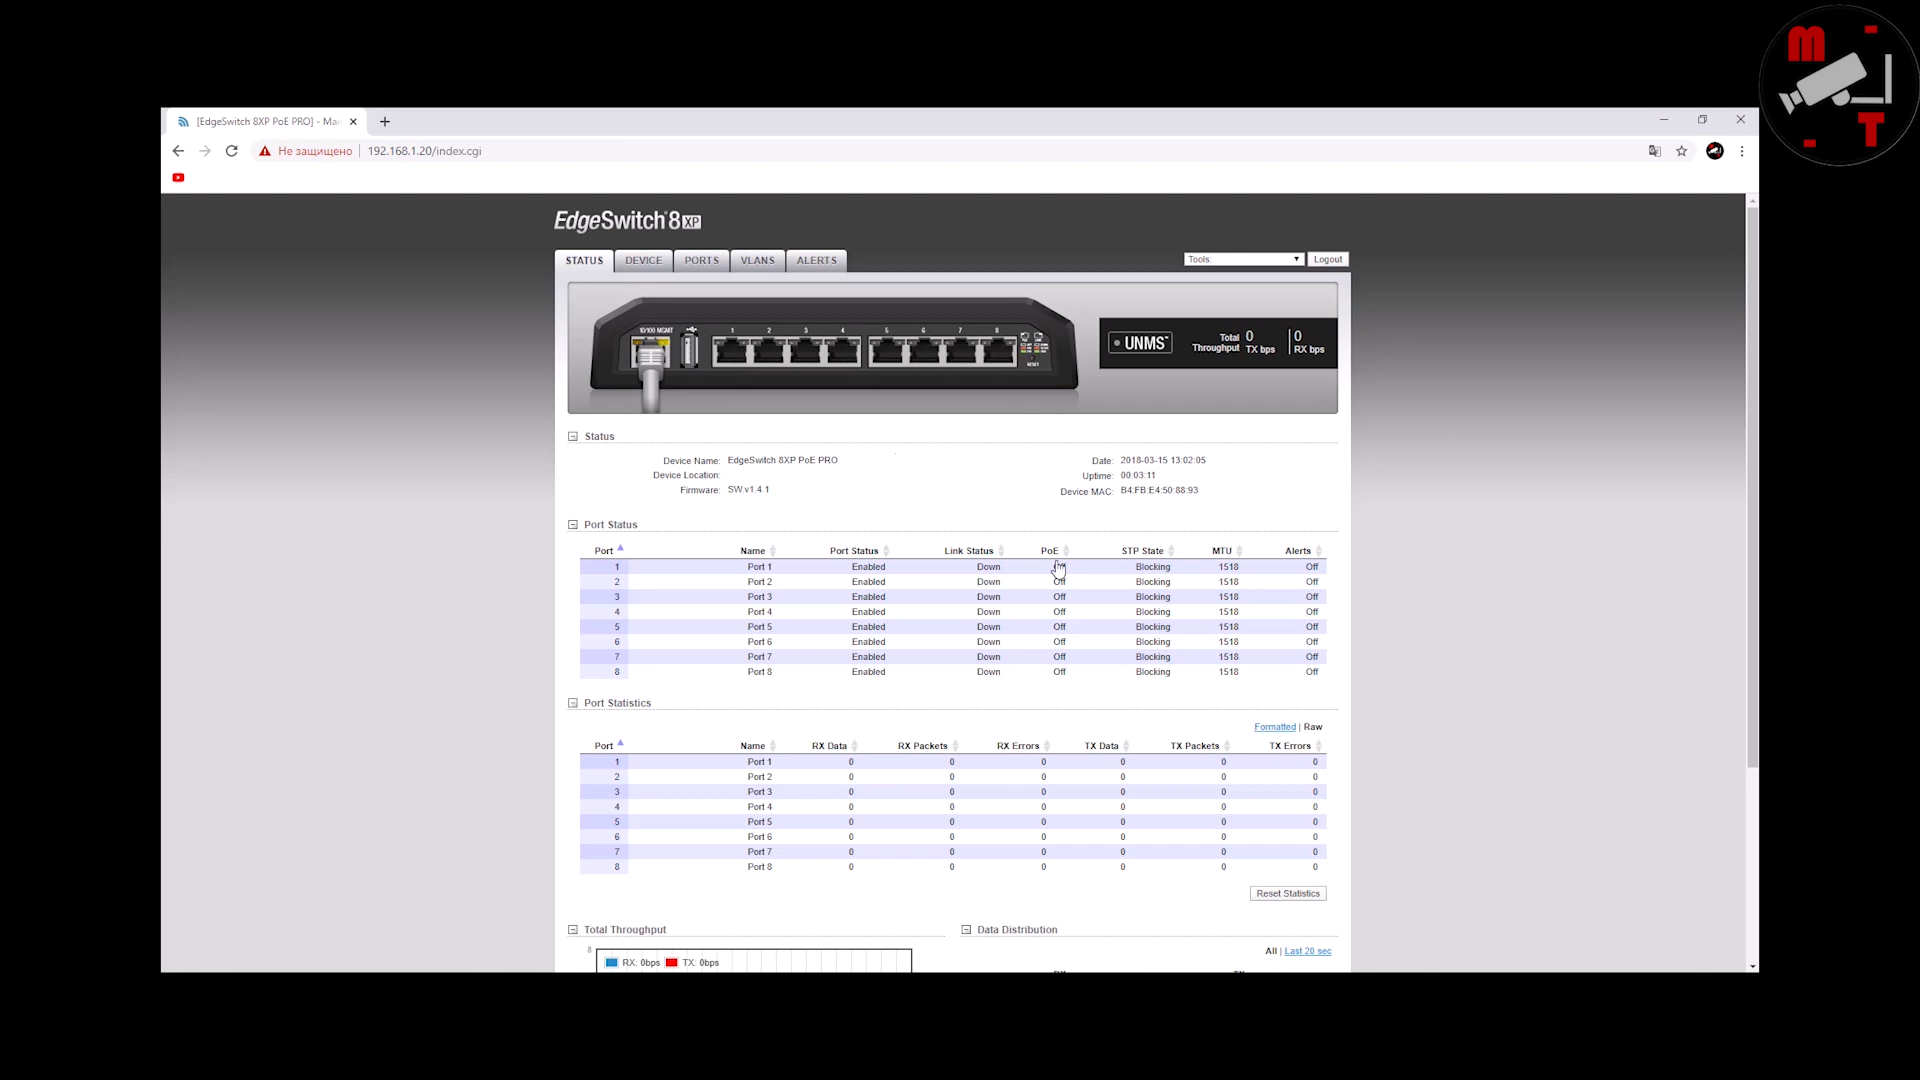 M
T
[EdgeSwitch 8XP PoE PRO] - Ma
Не защищено 192.168.1.20/index.cgi
EdgeSwitch 8 XP
STATUS DEVICE PORTS VLANS ALERTS Tools Logout
10/100 MGMT 1 2 3 4 5 6 7 8
RESET
UNMS Total Throughput 0 TX bps 0 RX bps
Status
Device Name: EdgeSwitch 8XP PoE PRO Date: 2018-03-15 13:02:05
Device Location: Uptime: 00:03:11
Firmware: SW.v1.4.1 Device MAC: B4:FB:E4:50:88:93
Port Status
Port Name Port Status Link Status PoE STP State MTU Alerts
1 Port 1 Enabled Down Blocking 1518 Off
2 Port 2 Enabled Down Off Blocking 1518 Off
3 Port 3 Enabled Down Off Blocking 1518 Off
4 Port 4 Enabled Down Off Blocking 1518 Off
5 Port 5 Enabled Down Off Blocking 1518 Off
6 Port 6 Enabled Down Off Blocking 1518 Off
7 Port 7 Enabled Down Off Blocking 1518 Off
8 Port 8 Enabled Down Off Blocking 1518 Off
Port Statistics
Formatted | Raw
Port Name RX Data RX Packets RX Errors TX Data TX Packets TX Errors
1 Port 1 0 0 0 0 0 0
2 Port 2 0 0 0 0 0 0
3 Port 3 0 0 0 0 0 0
4 Port 4 0 0 0 0 0 0
5 Port 5 0 0 0 0 0 0
6 Port 6 0 0 0 0 0 0
7 Port 7 0 0 0 0 0 0
8 Port 8 0 0 0 0 0 0
Reset Statistics
Total Throughput Data Distribution
8 All | Last 20 sec
RX: 0bps TX: 0bps